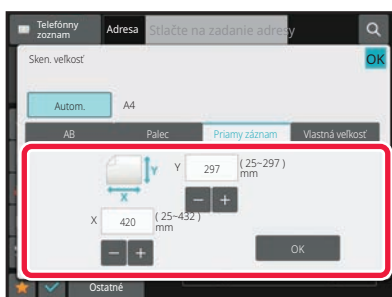 Telefónny
zoznam
Adresa
Stlačte na zadanie adresy
Sken. veľkosť
OK
Autom.
A4
AB
Palec
Priamy záznam
Vlastná veľkosť
Y
Y
297
( 25~297 )
mm
X
X
420
( 25~432 )
mm
OK
Ostatné